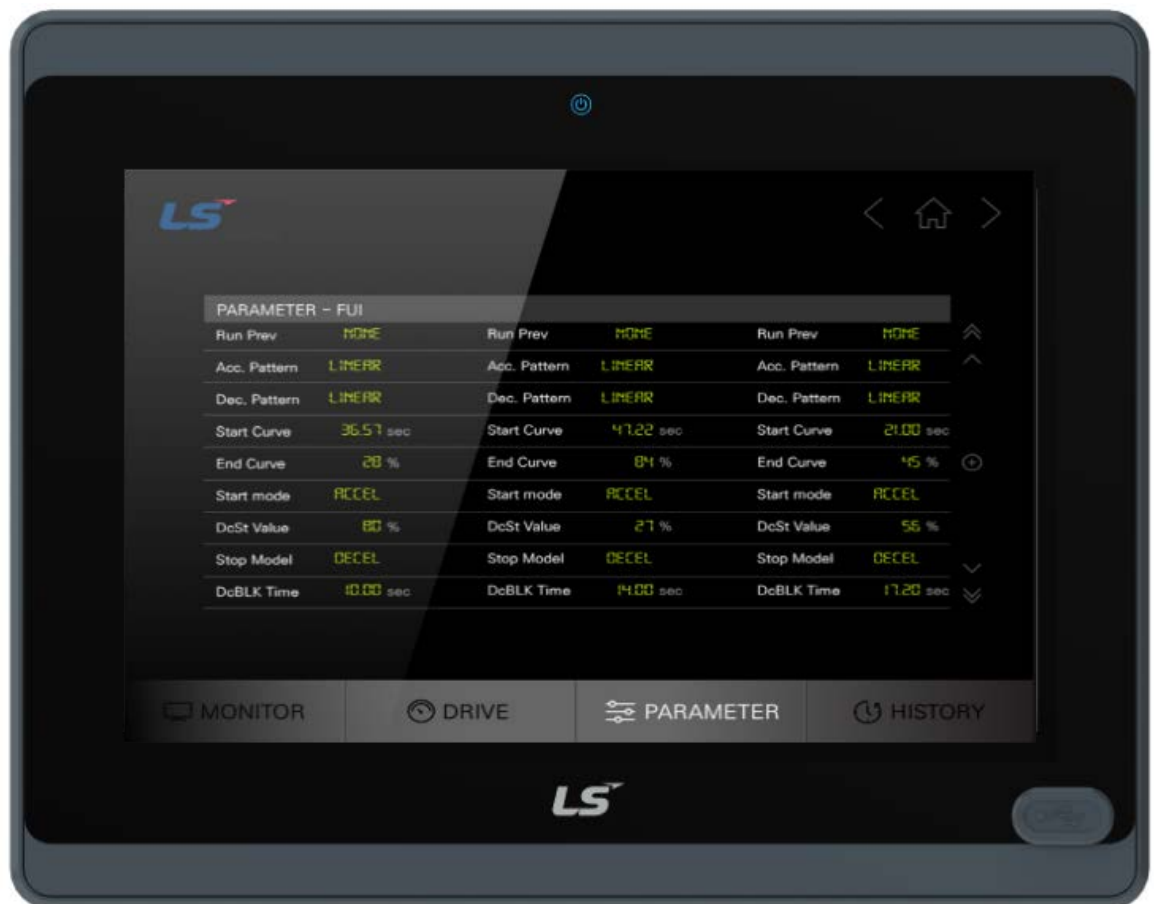 LS
PARAMETER - FUI
Run Prev NONE Run Prev NONE Run Prev NONE
Acc. Pattern LINEAR Acc. Pattern LINEAR Acc. Pattern LINEAR
Dec. Pattern LINEAR Dec. Pattern LINEAR Dec. Pattern LINEAR
Start Curve 36.57 sec Start Curve 47.22 sec Start Curve 21.00 sec
End Curve 28 % End Curve 84 % End Curve 45 %
Start mode ACCEL Start mode ACCEL Start mode ACCEL
DcSt Value 80 % DcSt Value 27 % DcSt Value 56 %
Stop Model DECEL Stop Model DECEL Stop Model DECEL
DcBLK Time 10.00 sec DcBLK Time 14.00 sec DcBLK Time 17.20 sec
MONITOR DRIVE PARAMETER HISTORY
LS